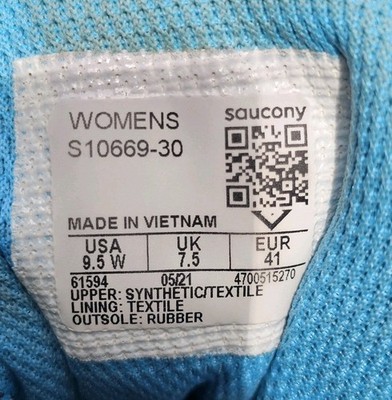 WOMENS saucony
S10669-30
MADE IN VIETNAM
USA UK EUR
9.5 W 7.5 41
61594 05/21 4700515270
UPPER: SYNTHETIC/TEXTILE
LINING: TEXTILE
OUTSOLE: RUBBER